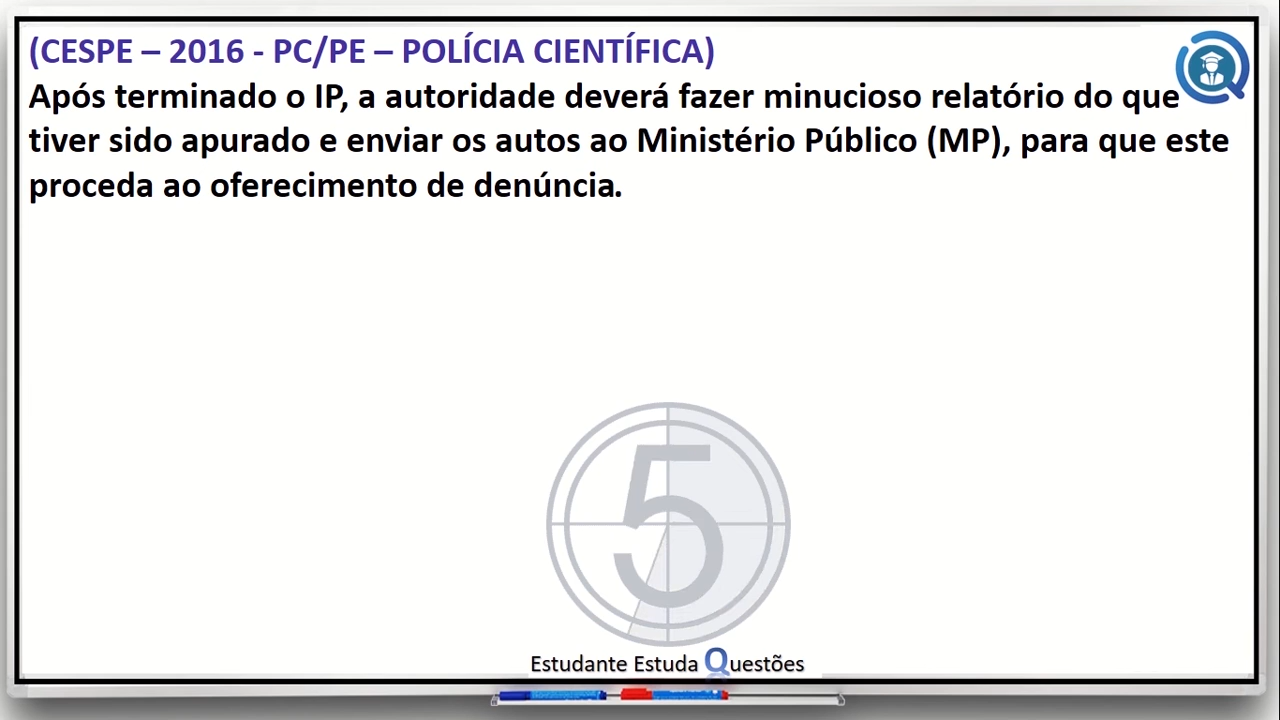 (CESPE – 2016 - PC/PE – POLÍCIA CIENTÍFICA)
Após terminado o IP, a autoridade deverá fazer minucioso relatório do que
tiver sido apurado e enviar os autos ao Ministério Público (MP), para que este
proceda ao oferecimento de denúncia.
5
Estudante Estuda Questões